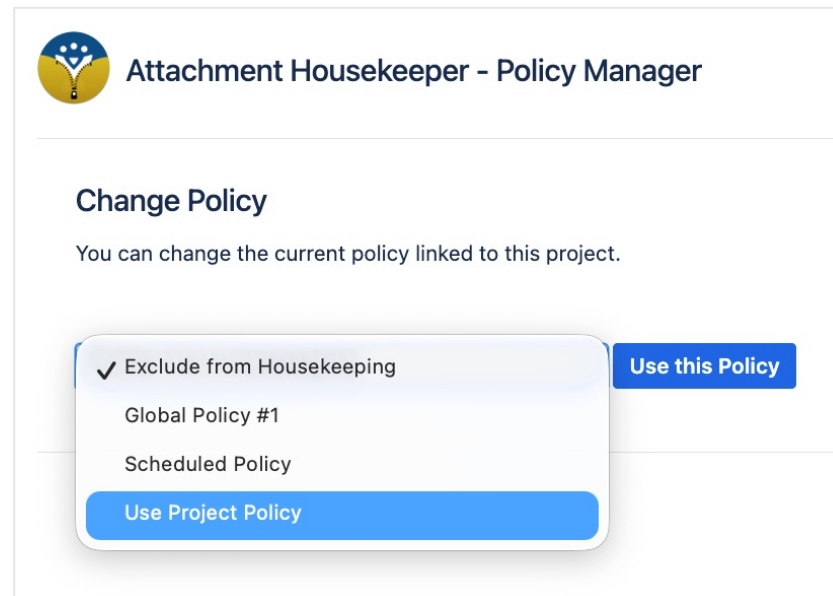 Attachment Housekeeper - Policy Manager
Change Policy
You can change the current policy linked to this project.
Exclude from Housekeeping
Use this Policy
Global Policy #1
Scheduled Policy
Use Project Policy